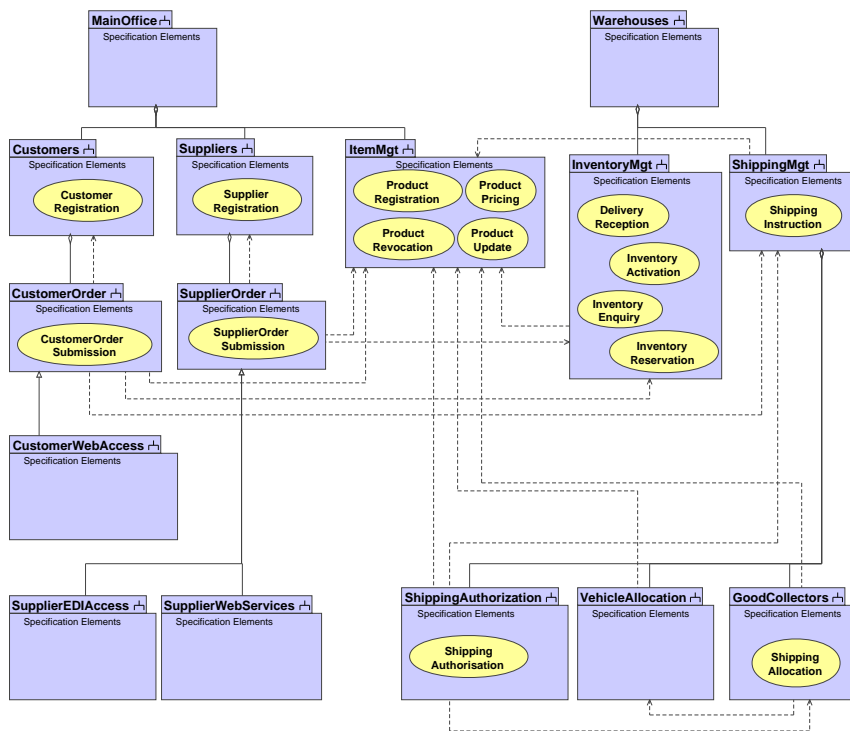 MainOffice
Specification Elements
Warehouses
Specification Elements
Customers
Specification Elements
Customer
Registration
Suppliers
Specification Elements
Supplier
Registration
ItemMgt
Specification Elements
Product
Registration
Product
Pricing
Product
Revocation
Product
Update
InventoryMgt
Specification Elements
Delivery
Reception
Inventory
Activation
Inventory
Enquiry
Inventory
Reservation
ShippingMgt
Specification Elements
Shipping
Instruction
CustomerOrder
Specification Elements
CustomerOrder
Submission
SupplierOrder
Specification Elements
SupplierOrder
Submission
CustomerWebAccess
Specification Elements
SupplierEDIAccess
Specification Elements
SupplierWebServices
Specification Elements
ShippingAuthorization
Specification Elements
Shipping
Authorisation
VehicleAllocation
Specification Elements
GoodCollectors
Specification Elements
Shipping
Allocation